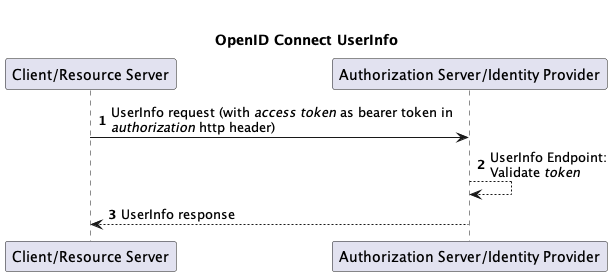 OpenID Connect UserInfo
Client/Resource Server
Authorization Server/Identity Provider
1 UserInfo request (with access token as bearer token in
authorization http header)
2 UserInfo Endpoint:
Validate token
3 UserInfo response
Client/Resource Server
Authorization Server/Identity Provider